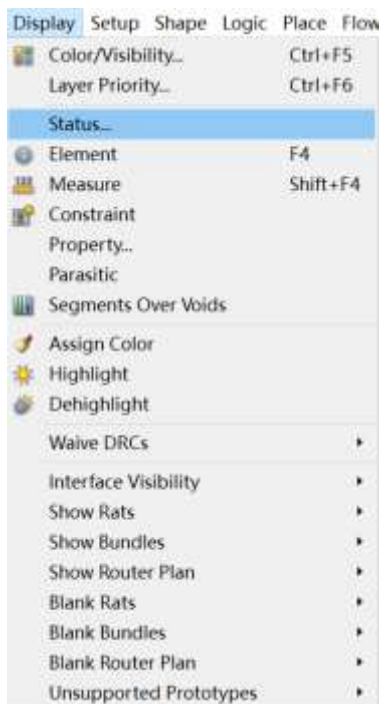 Display Setup Shape Logic Place Flow
Color/Visibility... Ctrl+F5
Layer Priority... Ctrl+F6
Status...
Element F4
Measure Shift+F4
Constraint
Property...
Parasitic
Segments Over Voids
Assign Color
Highlight
Dehighlight
Waive DRCs
Interface Visibility
Show Rats
Show Bundles
Show Router Plan
Blank Rats
Blank Bundles
Blank Router Plan
Unsupported Prototypes